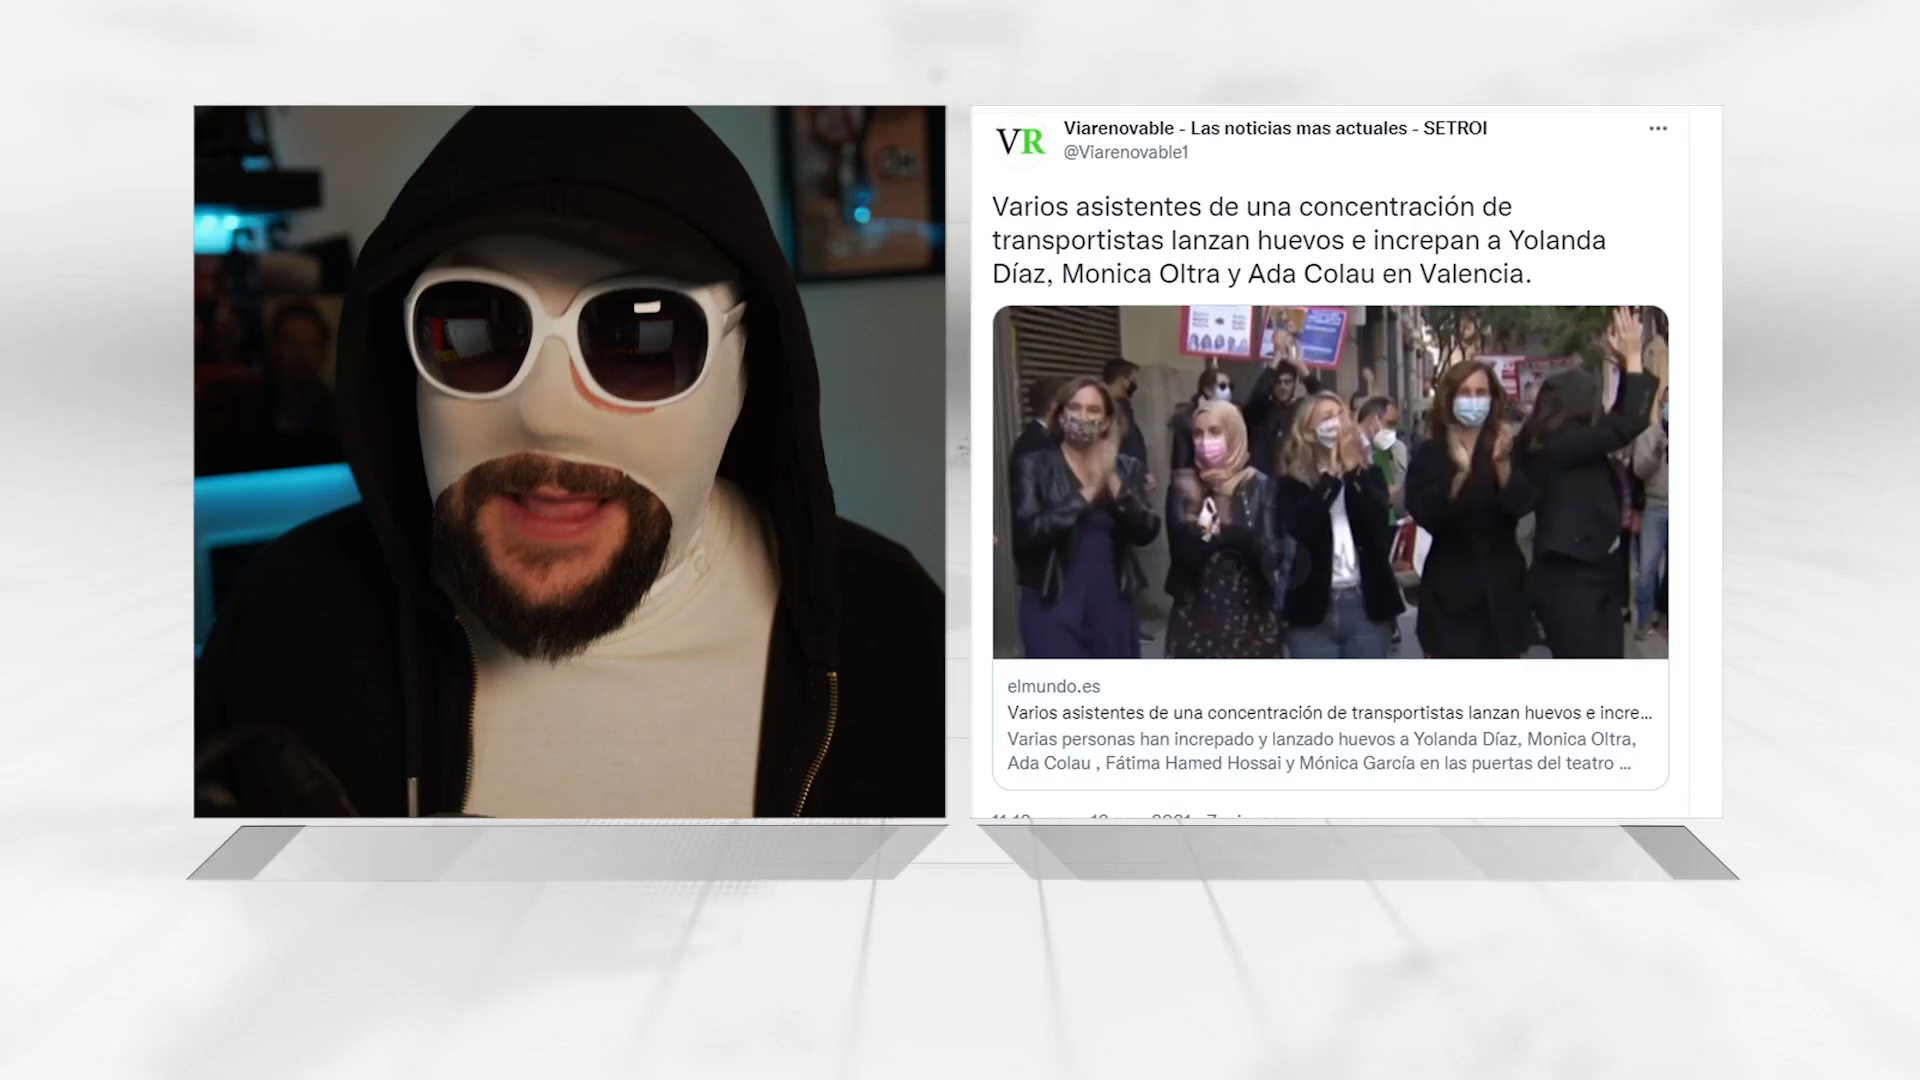 VR
Viarenovable - Las noticias mas actuales - SETROI
@Viarenovable1
Varios asistentes de una concentración de
transportistas lanzan huevos e increpan a Yolanda
Díaz, Monica Oltra y Ada Colau en Valencia.
elmundo.es
Varios asistentes de una concentración de transportistas lanzan huevos e incre...
Varias personas han increpado y lanzado huevos a Yolanda Díaz, Monica Oltra,
Ada Colau , Fátima Hamed Hossai y Mónica García en las puertas del teatro ...